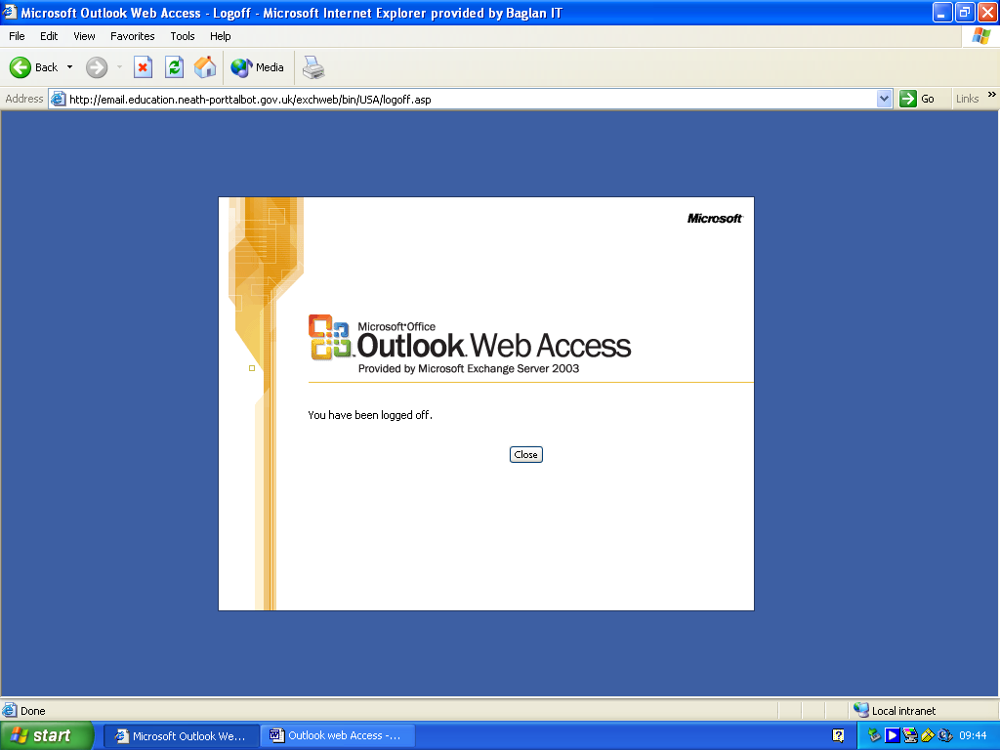 Microsoft Outlook Web Access - Logoff - Microsoft Internet Explorer provided by Baglan IT
File Edit View Favorites Tools Help
Back Media
Address http://email.education.neath-porttalbot.gov.uk/exchweb/bin/USA/logoff.asp Go Links »
Microsoft
Microsoft Office
Outlook Web Access
Provided by Microsoft Exchange Server 2003
You have been logged off.
Close
Done Local intranet
start Microsoft Outlook We... Outlook web Access -... 09:44